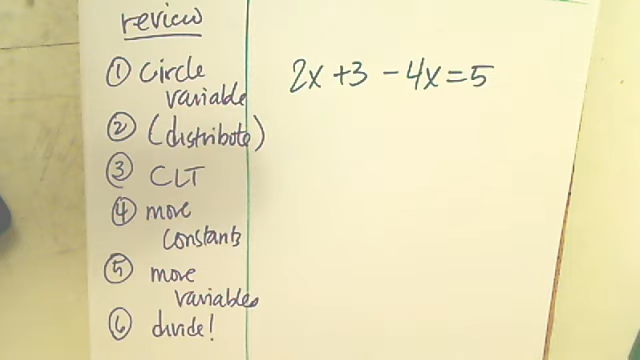 review
① circle
variable
② (distribute)
③ CLT
④ move
constants
⑤ move
variables
⑥ divide!
2x +3 - 4x = 5